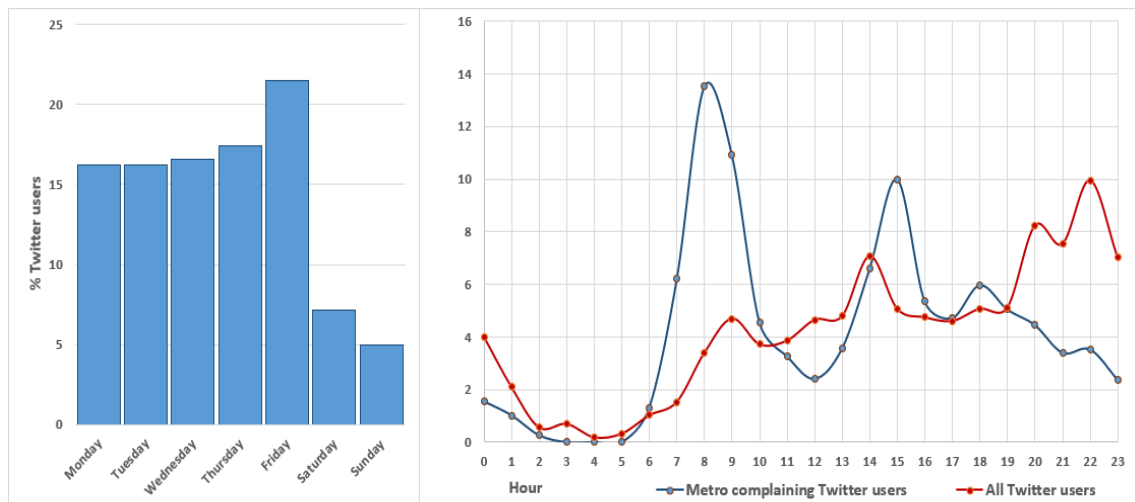 25
20
15
10
5
0
% Twitter users
Monday
Tuesday
Wednesday
Thursday
Friday
Saturday
Sunday
16
14
12
10
8
6
4
2
0
0 1 2 3 4 5 6 7 8 9 10 11 12 13 14 15 16 17 18 19 20 21 22 23
Hour
Metro complaining Twitter users
All Twitter users